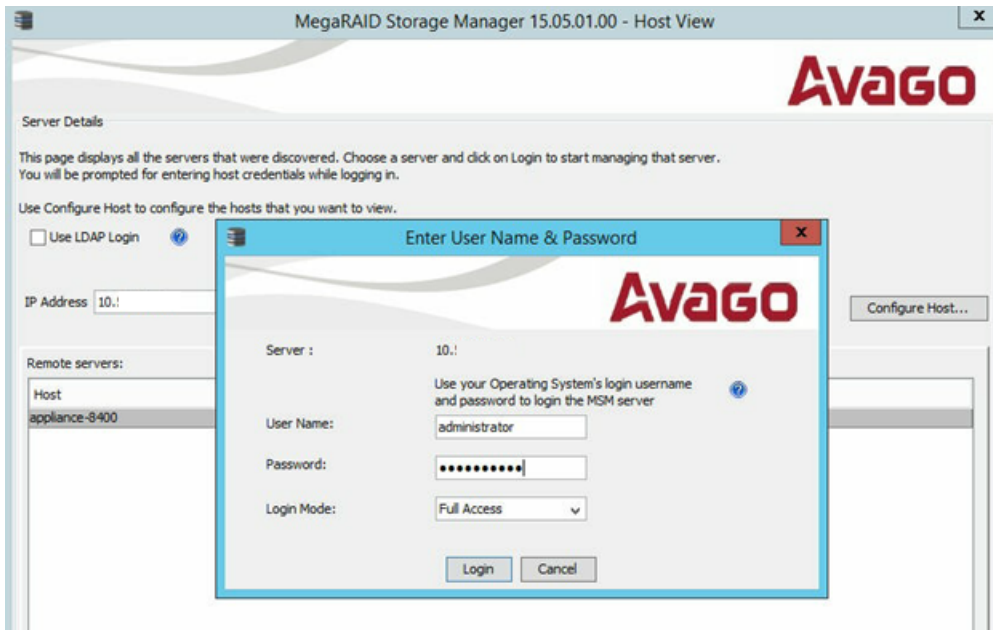 MegaRAID Storage Manager 15.05.01.00 - Host View
x
AVAGO
Server Details
This page displays all the servers that were discovered. Choose a server and click on Login to start managing that server.
You will be prompted for entering host credentials while logging in.
Use Configure Host to configure the hosts that you want to view.
Use LDAP Login
?
IP Address 10.
Configure Host...
Remote servers:
Host
appliance-8400
Enter User Name & Password
x
AVAGO
Server : 10.
Use your Operating System's login username
and password to login the MSM server
?
User Name: administrator
Password: ••••••••••
Login Mode: Full Access
Login Cancel